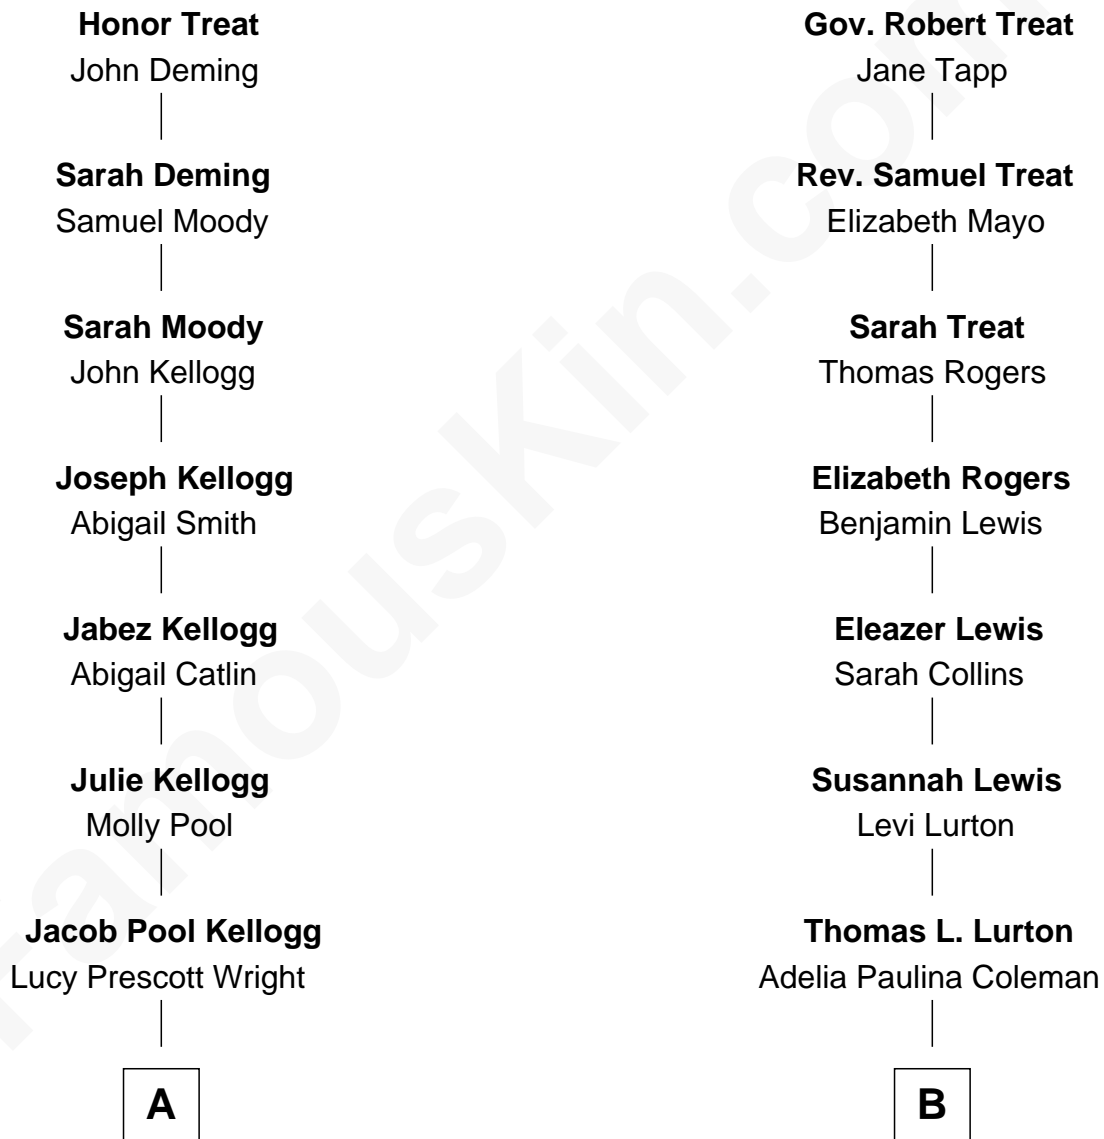 Honor Treat
John Deming
Sarah Deming
Samuel Moody
Sarah Moody
John Kellogg
Joseph Kellogg
Abigail Smith
Jabez Kellogg
Abigail Catlin
Julie Kellogg
Molly Pool
Jacob Pool Kellogg
Lucy Prescott Wright
A
Gov. Robert Treat
Jane Tapp
Rev. Samuel Treat
Elizabeth Mayo
Sarah Treat
Thomas Rogers
Elizabeth Rogers
Benjamin Lewis
Eleazer Lewis
Sarah Collins
Susannah Lewis
Levi Lurton
Thomas L. Lurton
Adelia Paulina Coleman
B
FamousKin.com